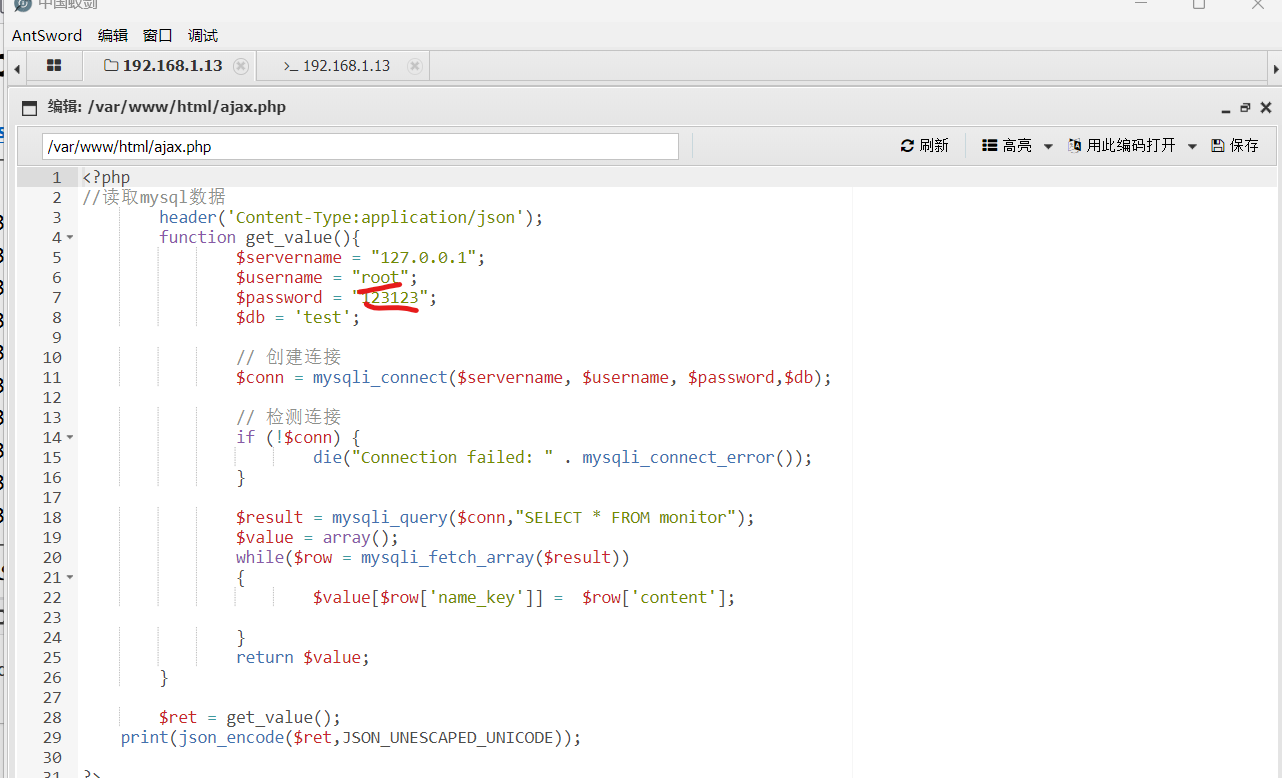 中国蚁剑
AntSword 编辑 窗口 调试
192.168.1.13 >_ 192.168.1.13
编辑: /var/www/html/ajax.php
/var/www/html/ajax.php 刷新 高亮 用此编码打开 保存
1 <?php
2 //读取mysql数据
3 header('Content-Type:application/json');
4 function get_value(){
5 $servername = "127.0.0.1";
6 $username = "root";
7 $password = "123123";
8 $db = 'test';
9
10 // 创建连接
11 $conn = mysqli_connect($servername, $username, $password,$db);
12
13 // 检测连接
14 if (!$conn) {
15 die("Connection failed: " . mysqli_connect_error());
16 }
17
18 $result = mysqli_query($conn,"SELECT * FROM monitor");
19 $value = array();
20 while($row = mysqli_fetch_array($result))
21 {
22 $value[$row['name_key']] =  $row['content'];
23
24 }
25 return $value;
26 }
27
28 $ret = get_value();
29 print(json_encode($ret,JSON_UNESCAPED_UNICODE));
30
31 ?>